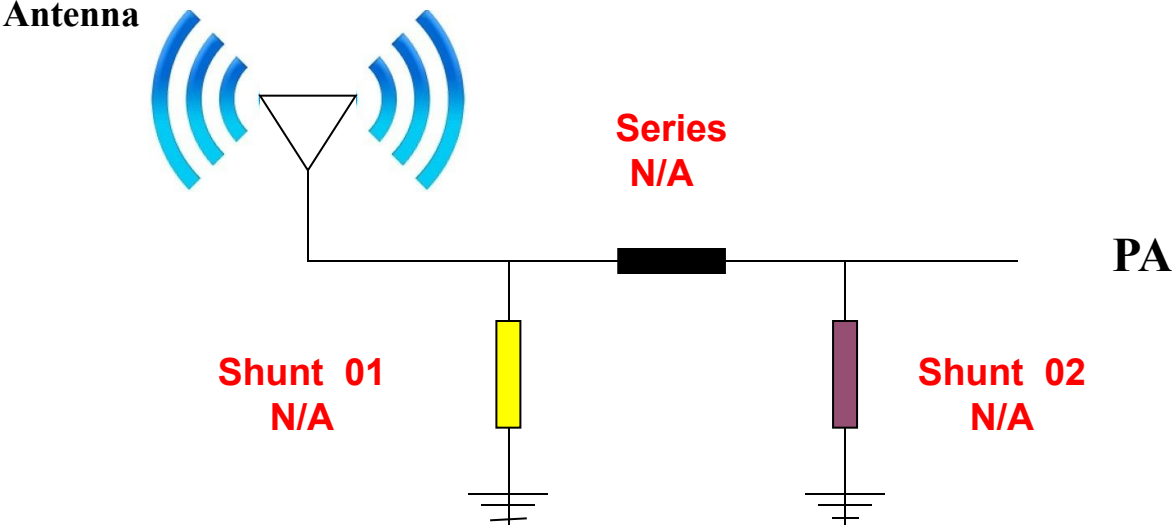 Antenna
Series
N/A
PA
Shunt 01
N/A
Shunt 02
N/A